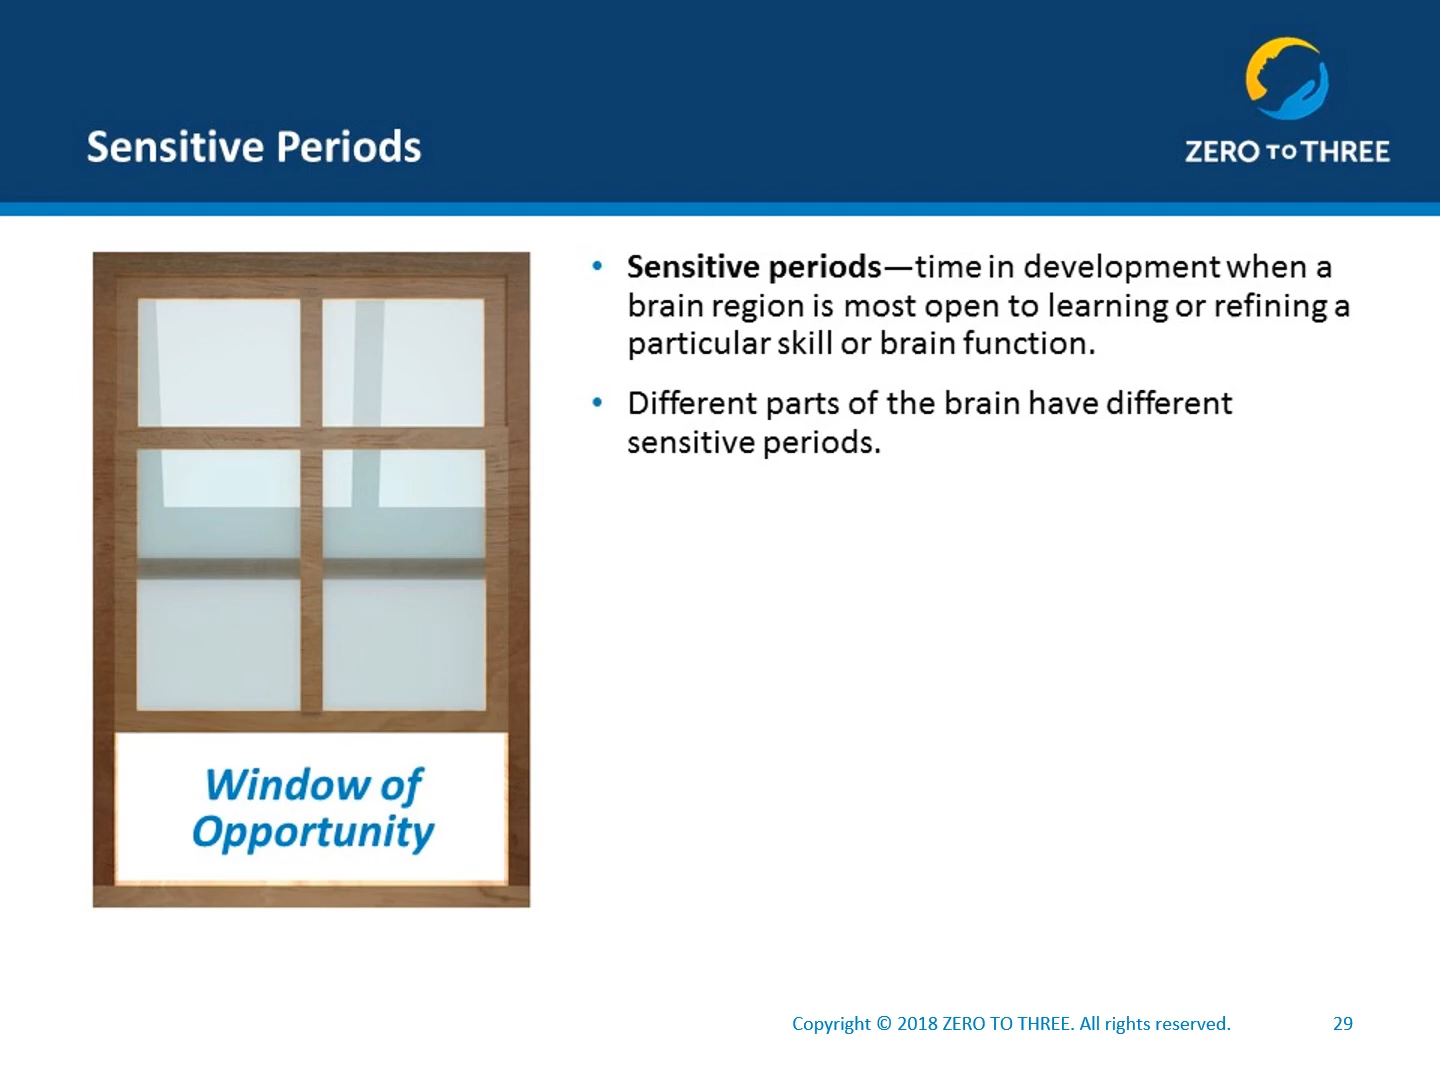 Sensitive Periods
ZERO TO THREE
• Sensitive periods—time in development when a
brain region is most open to learning or refining a
particular skill or brain function.
• Different parts of the brain have different
sensitive periods.
Window of
Opportunity
Copyright © 2018 ZERO TO THREE. All rights reserved.
29